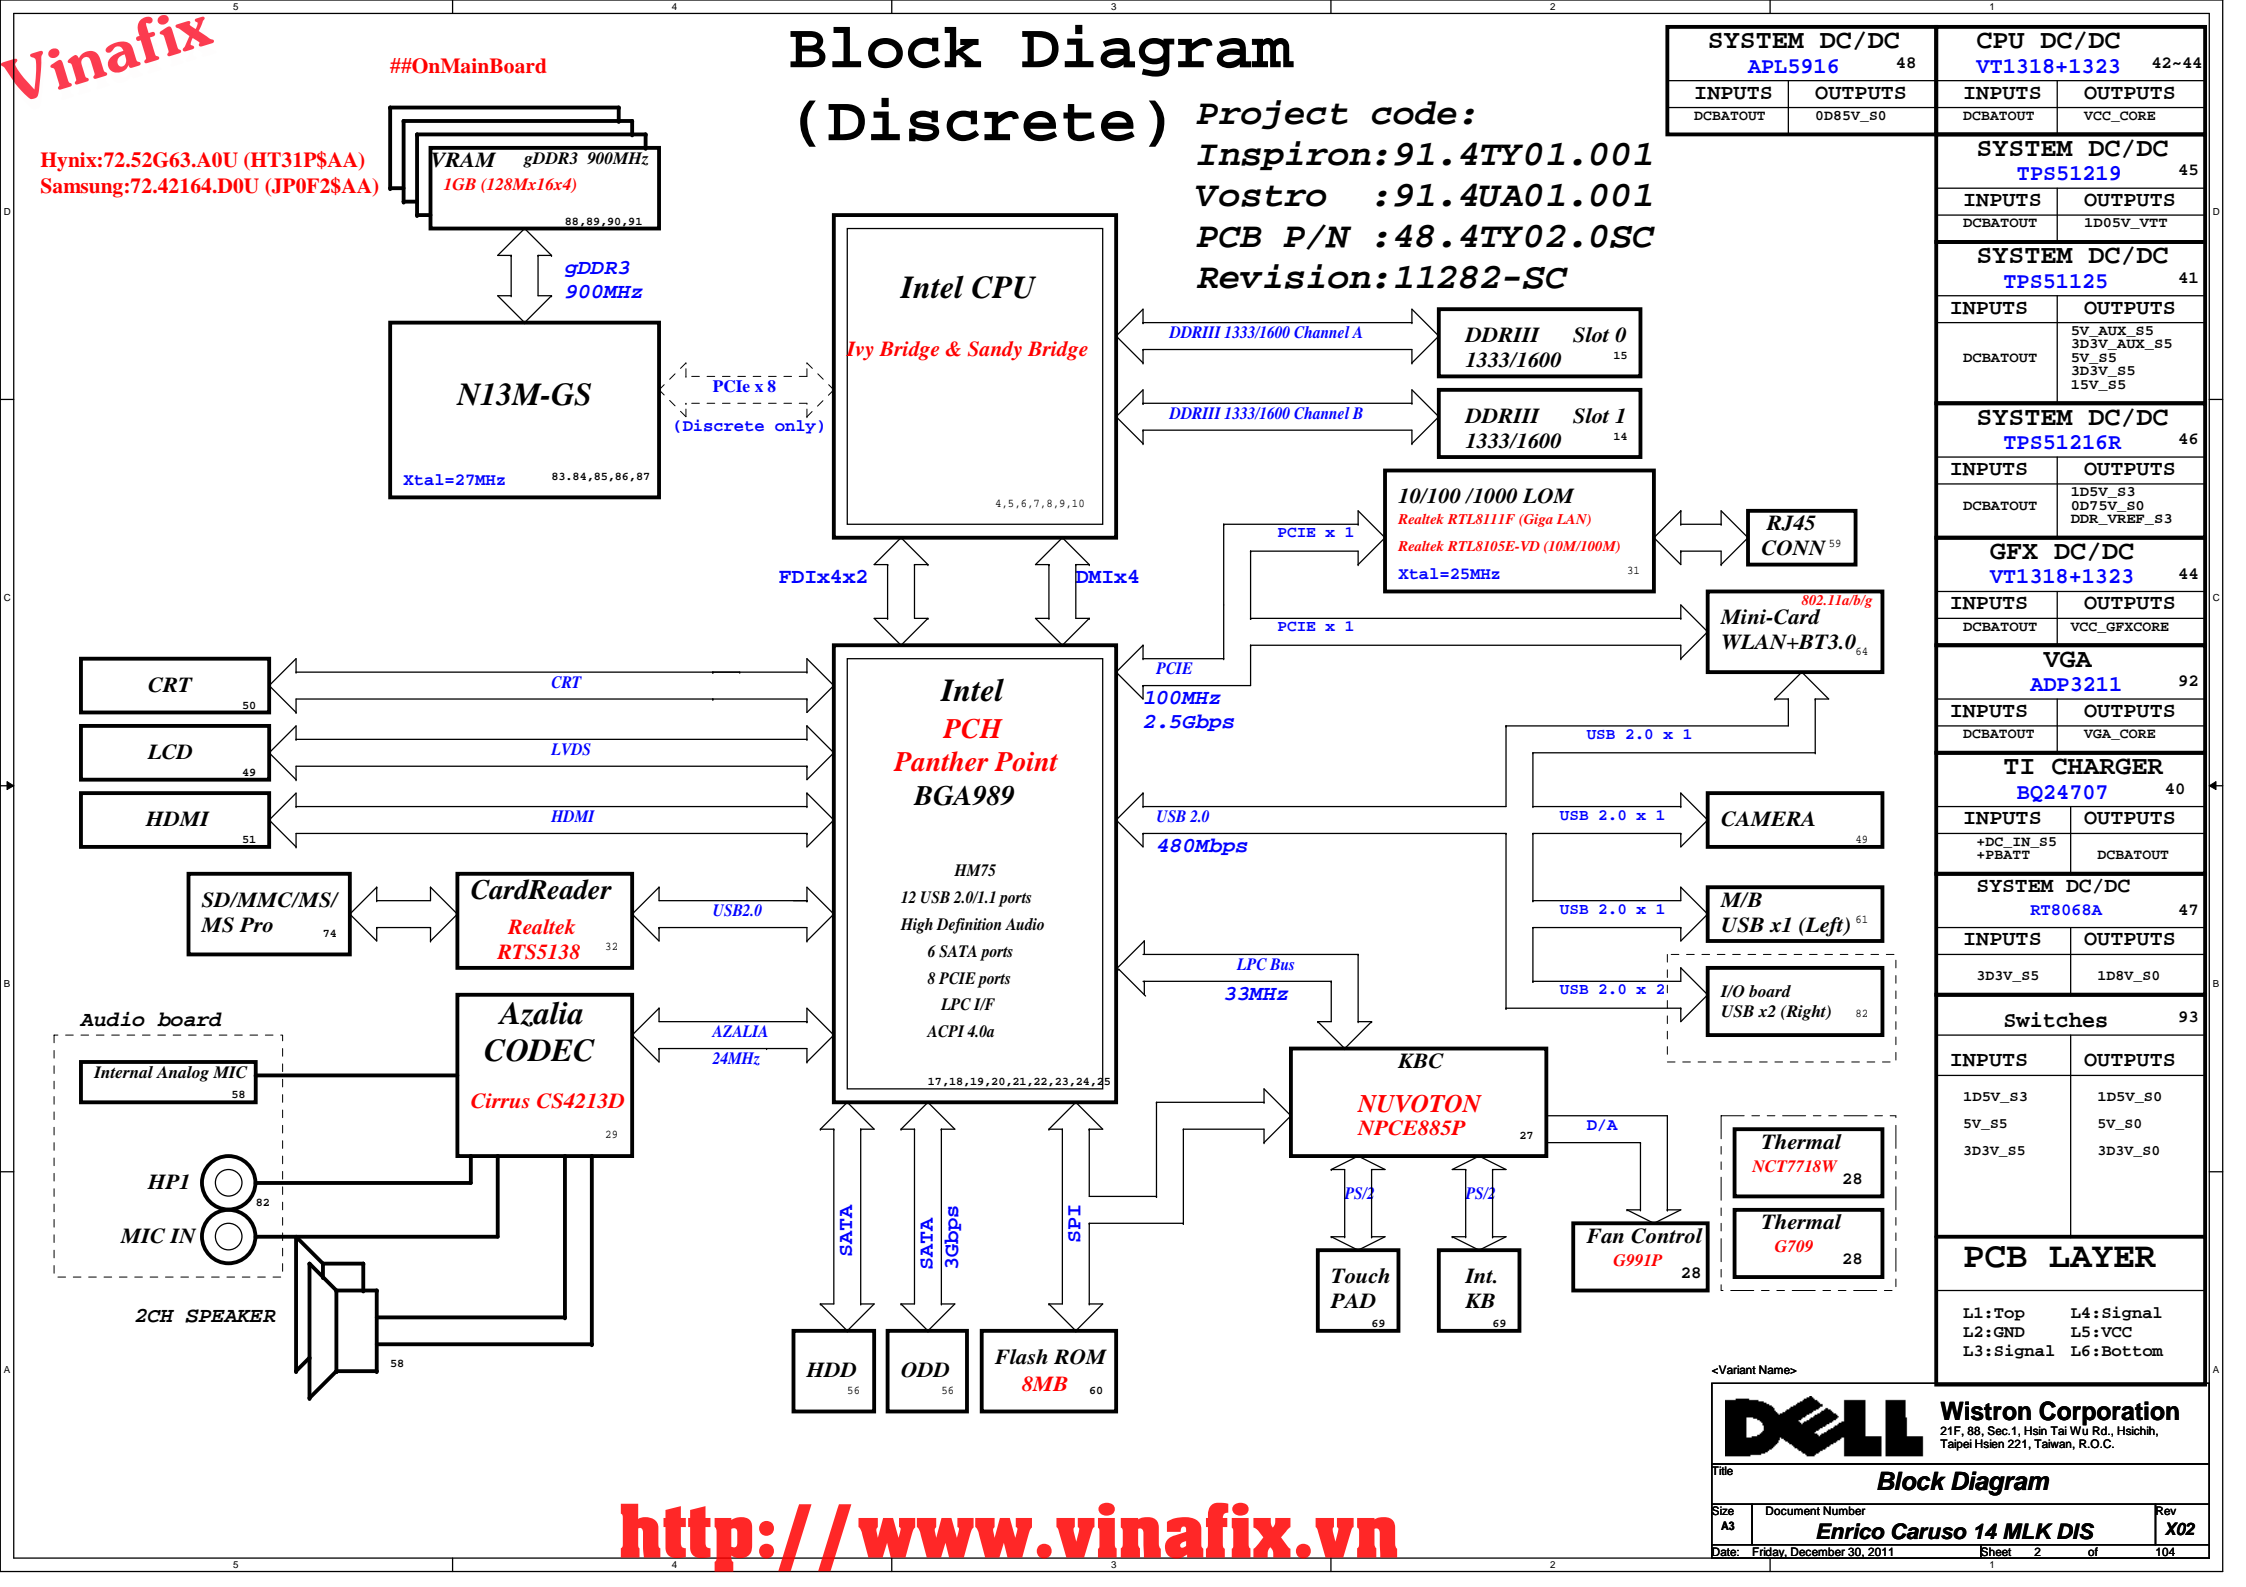 Vinafix
##OnMainBoard
Block Diagram
(Discrete)
Project code:
Inspiron:91.4TY01.001
Vostro :91.4UA01.001
PCB P/N :48.4TY02.0SC
Revision:11282-SC
Hynix:72.52G63.A0U (HT31P$AA)
Samsung:72.42164.D0U (JP0F2$AA)
VRAM gDDR3 900MHz
1GB (128Mx16x4)
88,89,90,91
gDDR3
900MHz
N13M-GS
Xtal=27MHz
83.84,85,86,87
PCIe x 8
(Discrete only)
Intel CPU
Ivy Bridge & Sandy Bridge
4,5,6,7,8,9,10
DDRIII 1333/1600 Channel A
DDRIII Slot 0
1333/1600
15
DDRIII 1333/1600 Channel B
DDRIII Slot 1
1333/1600
14
FDIx4x2
DMIx4
PCIE x 1
10/100 /1000 LOM
Realtek RTL8111F (Giga LAN)
Realtek RTL8105E-VD (10M/100M)
Xtal=25MHz
31
RJ45
CONN
59
PCIE x 1
802.11a/b/g
Mini-Card
WLAN+BT3.0
64
PCIE
100MHz
2.5Gbps
CRT
50
CRT
LCD
49
LVDS
HDMI
51
HDMI
Intel
PCH
Panther Point
BGA989
HM75
12 USB 2.0/1.1 ports
High Definition Audio
6 SATA ports
8 PCIE ports
LPC I/F
ACPI 4.0a
17,18,19,20,21,22,23,24,25
USB 2.0
480Mbps
USB 2.0 x 1
USB 2.0 x 1
CAMERA
49
USB 2.0 x 1
M/B
USB x1 (Left)
61
USB 2.0 x 2
I/O board
USB x2 (Right)
82
SD/MMC/MS/
MS Pro
74
CardReader
Realtek
RTS5138
32
USB2.0
Audio board
Internal Analog MIC
58
Azalia
CODEC
Cirrus CS4213D
29
AZALIA
24MHz
HP1
82
MIC IN
2CH SPEAKER
58
LPC Bus
33MHz
KBC
NUVOTON
NPCE885P
27
D/A
PS/2
PS/2
Touch
PAD
69
Int.
KB
69
Fan Control
G991P
28
Thermal
NCT7718W
28
Thermal
G709
28
SATA
SATA
3Gbps
SPI
HDD
56
ODD
56
Flash ROM
8MB
60
SYSTEM DC/DC
APL5916 48
INPUTS OUTPUTS
DCBATOUT 0D85V_S0
CPU DC/DC
VT1318+1323 42~44
INPUTS OUTPUTS
DCBATOUT VCC_CORE
SYSTEM DC/DC
TPS51219 45
INPUTS OUTPUTS
DCBATOUT 1D05V_VTT
SYSTEM DC/DC
TPS51125 41
INPUTS OUTPUTS
DCBATOUT
5V_AUX_S5
3D3V_AUX_S5
5V_S5
3D3V_S5
15V_S5
SYSTEM DC/DC
TPS51216R 46
INPUTS OUTPUTS
DCBATOUT
1D5V_S3
0D75V_S0
DDR_VREF_S3
GFX DC/DC
VT1318+1323 44
INPUTS OUTPUTS
DCBATOUT VCC_GFXCORE
VGA
ADP3211 92
INPUTS OUTPUTS
DCBATOUT VGA_CORE
TI CHARGER
BQ24707 40
INPUTS OUTPUTS
+DC_IN_S5
+PBATT
DCBATOUT
SYSTEM DC/DC
RT8068A 47
INPUTS OUTPUTS
3D3V_S5 1D8V_S0
Switches 93
INPUTS OUTPUTS
1D5V_S3 1D5V_S0
5V_S5 5V_S0
3D3V_S5 3D3V_S0
PCB LAYER
L1:Top L4:Signal
L2:GND L5:VCC
L3:Signal L6:Bottom
<Variant Name>
DELL
Wistron Corporation
21F, 88, Sec.1, Hsin Tai Wu Rd., Hsichih,
Taipei Hsien 221, Taiwan, R.O.C.
Title
Block Diagram
Size Document Number Rev
A3 Enrico Caruso 14 MLK DIS X02
Date: Friday, December 30, 2011 Sheet 2 of 104
http://www.vinafix.vn
5 4 3 2 1
5 4 3 2 1
D C B A
D C B A